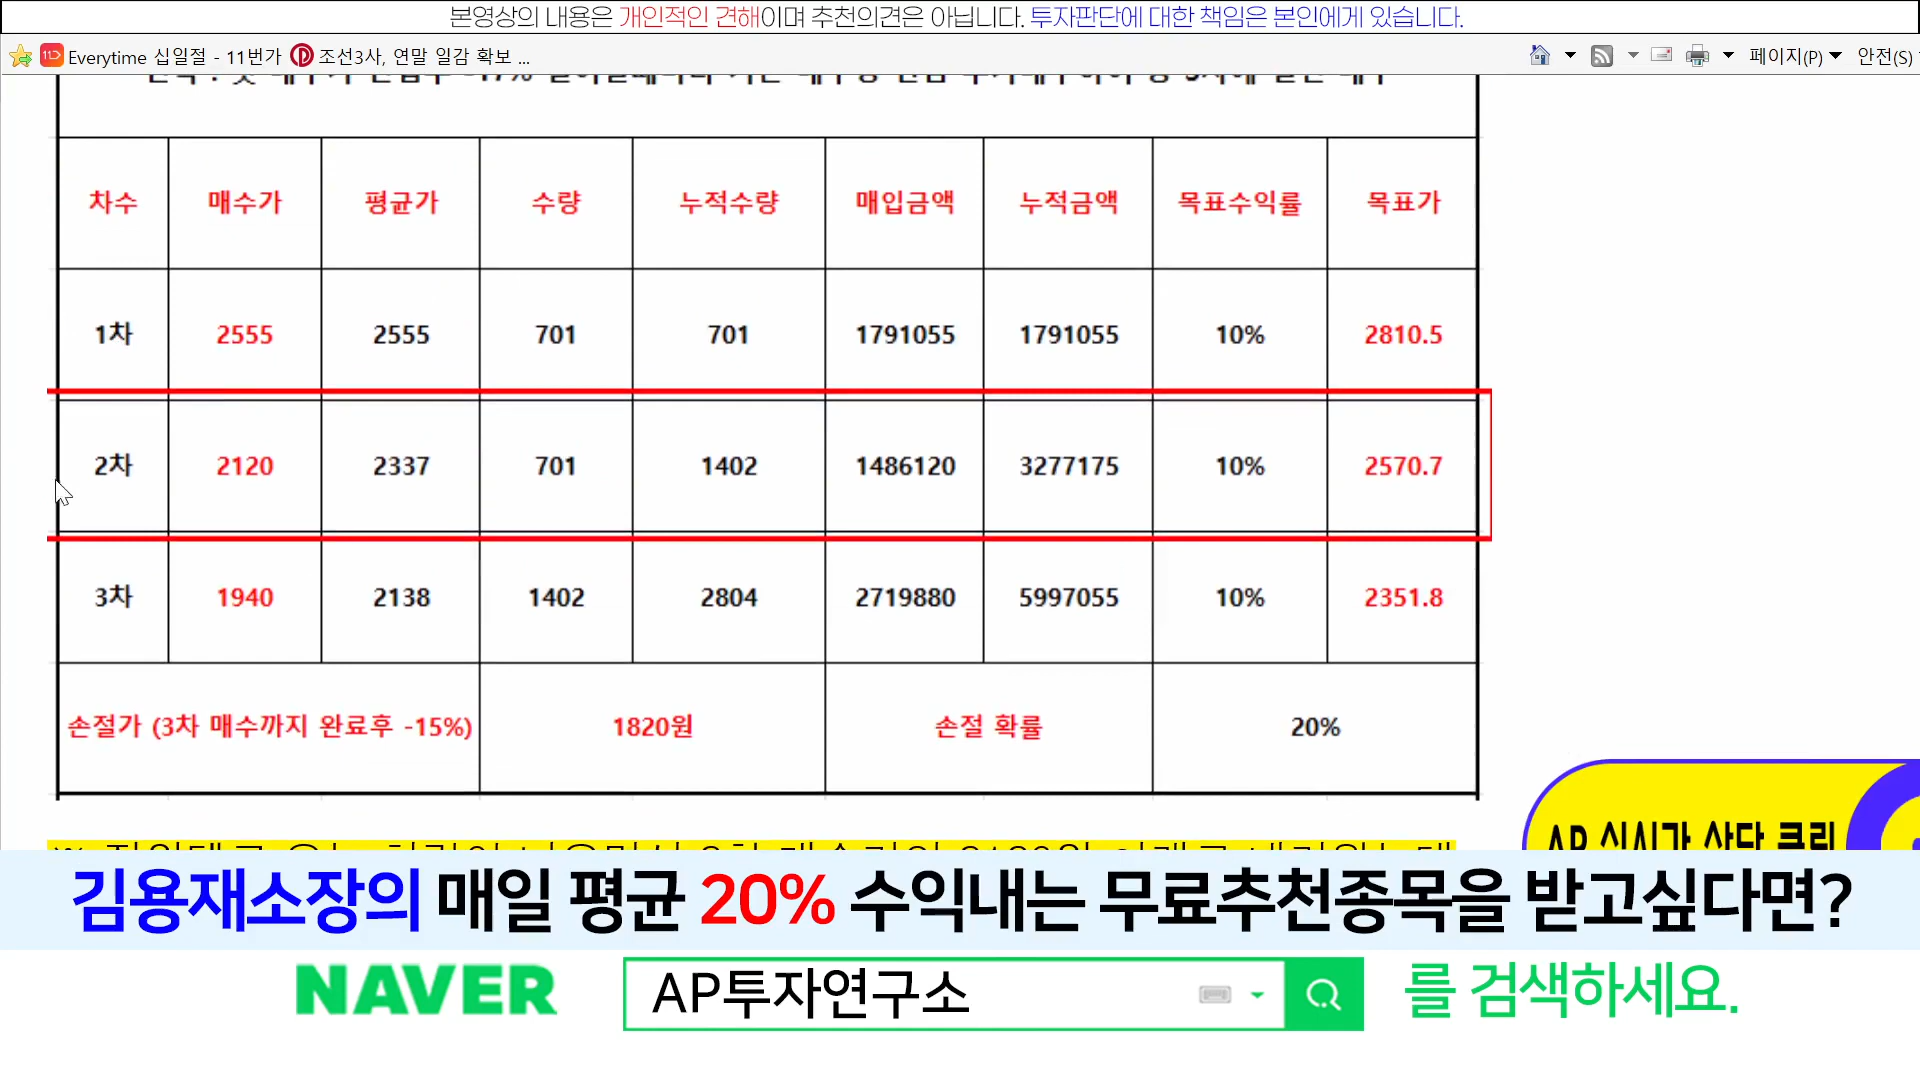 본영상의 내용은 개인적인 견해이며 추천의견은 아닙니다. 투자판단에 대한 책임은 본인에게 있습니다.
Everytime 십일절 - 11번가 조선3사, 연말 일감 확보 ... 페이지(P) 안전(S)
차수 매수가 평균가 수량 누적수량 매입금액 누적금액 목표수익률 목표가
1차 2555 2555 701 701 1791055 1791055 10% 2810.5
2차 2120 2337 701 1402 1486120 3277175 10% 2570.7
3차 1940 2138 1402 2804 2719880 5997055 10% 2351.8
손절가 (3차 매수까지 완료후 -15%) 1820원 손절 확률 20%
AP 실시간 상담 클릭
김용재소장의 매일 평균 20% 수익내는 무료추천종목을 받고싶다면?
NAVER AP투자연구소 를 검색하세요.